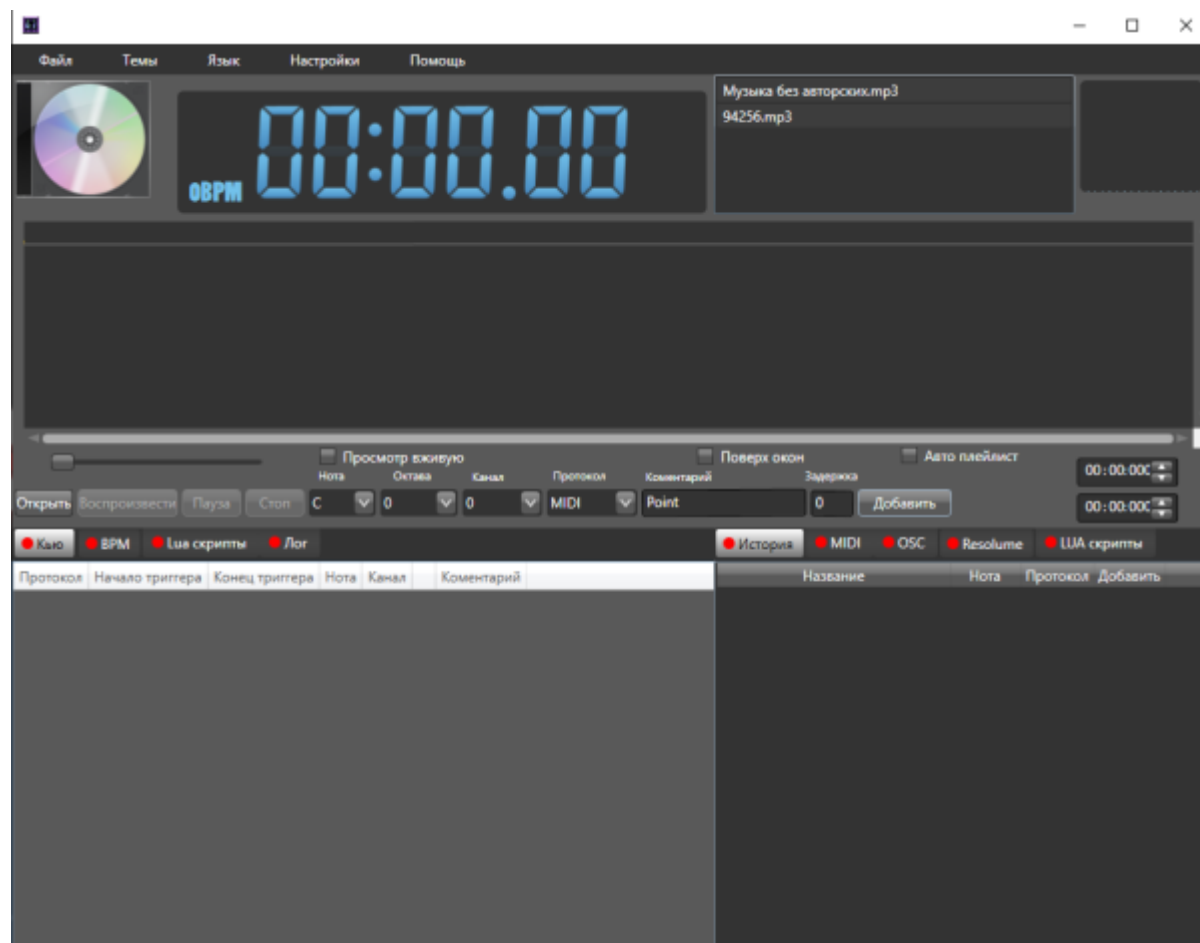 Файл Темы Язык Настройки Помощь
Музыка без авторских.mp3
94256.mp3
0BPM 00:00.00
Просмотр вживую Поверх окон Авто плейлист
Нота Октава Канал Протокол Коментарий Задержка
00:00:00
Открыть Воспроизвести Пауза Стоп C 0 0 MIDI Point 0 Добавить
00:00:00
Кью BPM Lua скрипты Лог История MIDI OSC Resolume LUA скрипты
Протокол Начало триггера Конец триггера Нота Канал Коментарий Название Нота Протокол Добавить